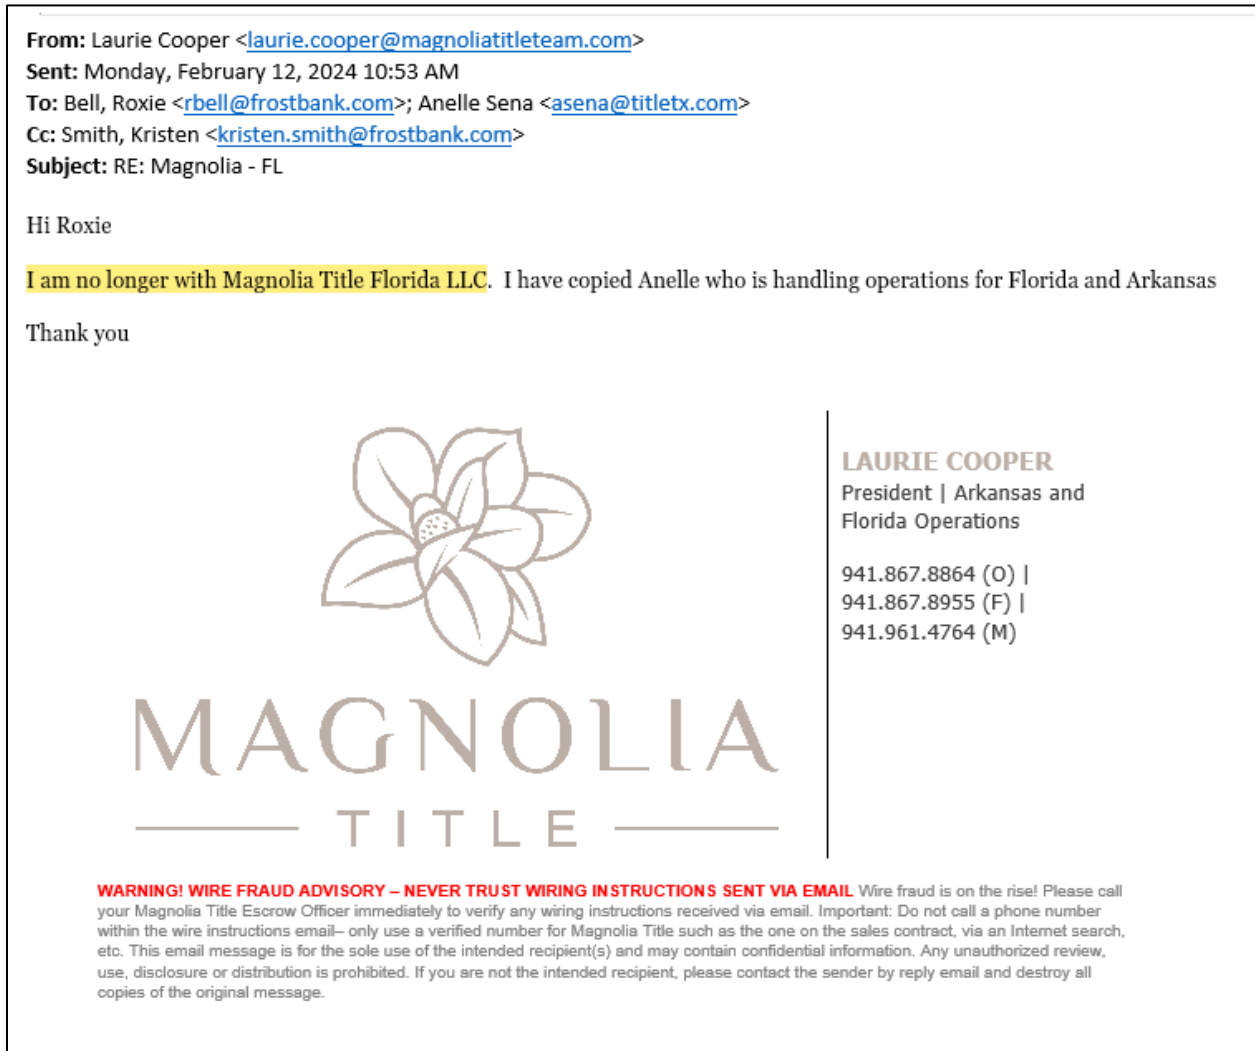 From: Laurie Cooper <laurie.cooper@magnoliatitleteam.com>
Sent: Monday, February 12, 2024 10:53 AM
To: Bell, Roxie <rbell@frostbank.com>; Anelle Sena <asena@titletx.com>
Cc: Smith, Kristen <kristen.smith@frostbank.com>
Subject: RE: Magnolia - FL
Hi Roxie
I am no longer with Magnolia Title Florida LLC.  I have copied Anelle who is handling operations for Florida and Arkansas
Thank you
MAGNOLIA
TITLE
LAURIE COOPER
President | Arkansas and
Florida Operations
941.867.8864 (O) |
941.867.8955 (F) |
941.961.4764 (M)
WARNING! WIRE FRAUD ADVISORY – NEVER TRUST WIRING INSTRUCTIONS SENT VIA EMAIL Wire fraud is on the rise! Please call
your Magnolia Title Escrow Officer immediately to verify any wiring instructions received via email. Important: Do not call a phone number
within the wire instructions email– only use a verified number for Magnolia Title such as the one on the sales contract, via an Internet search,
etc. This email message is for the sole use of the intended recipient(s) and may contain confidential information. Any unauthorized review,
use, disclosure or distribution is prohibited. If you are not the intended recipient, please contact the sender by reply email and destroy all
copies of the original message.